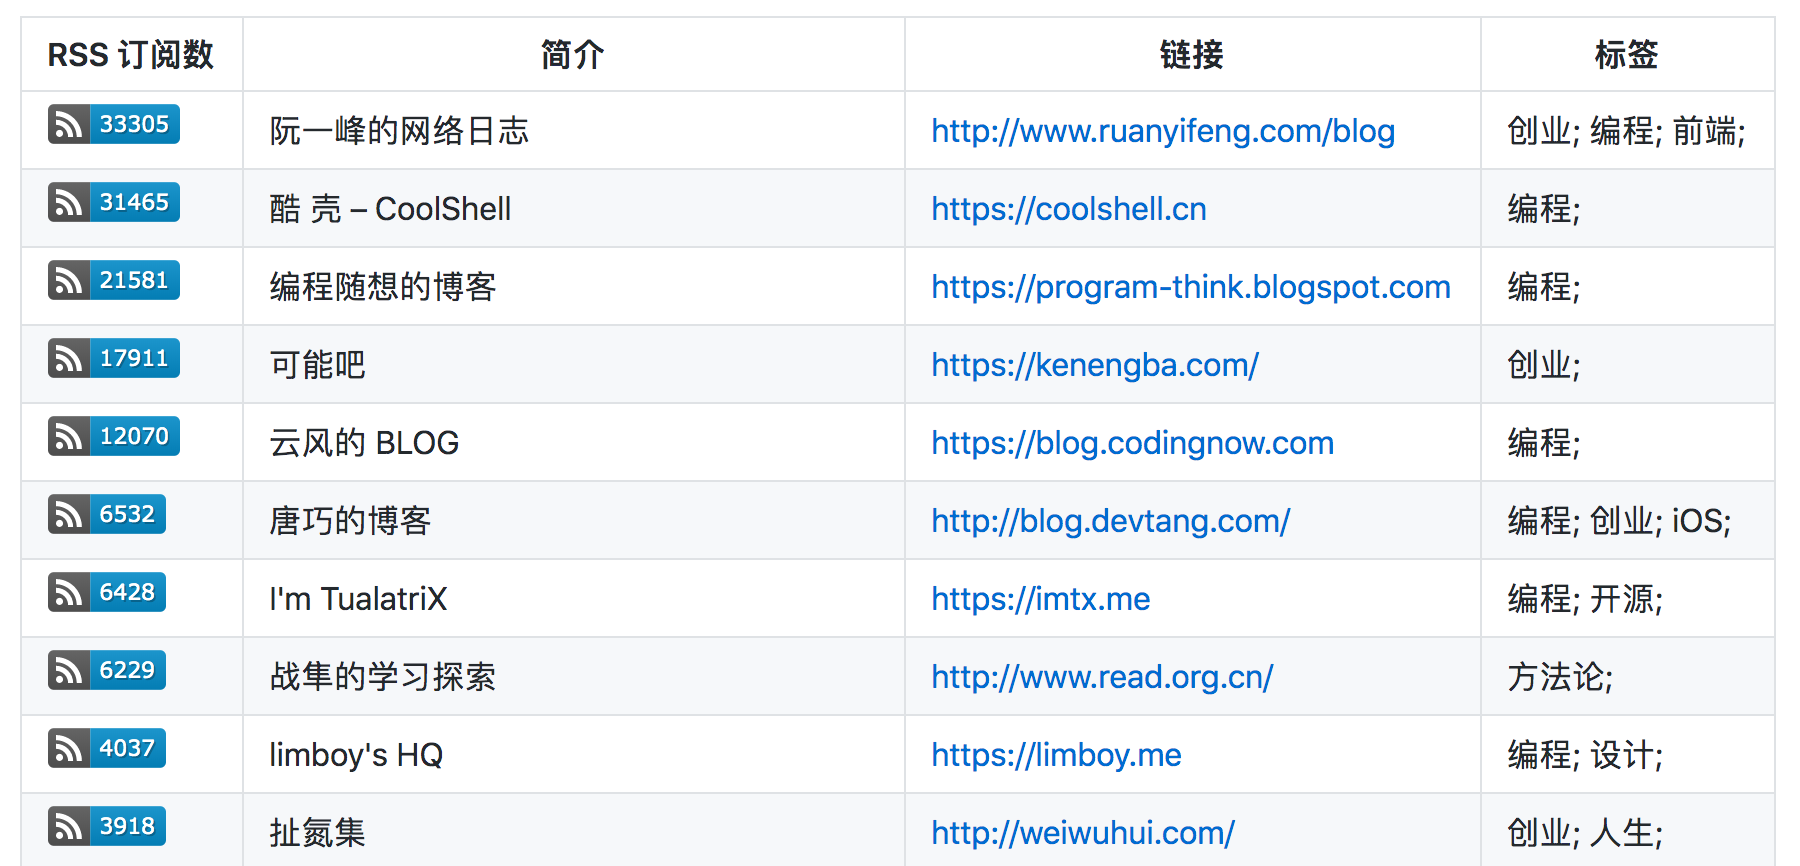 RSS 订阅数 简介 链接 标签
33305 阮一峰的网络日志 http://www.ruanyifeng.com/blog 创业; 编程; 前端;
31465 酷 壳 – CoolShell https://coolshell.cn 编程;
21581 编程随想的博客 https://program-think.blogspot.com 编程;
17911 可能吧 https://kenengba.com/ 创业;
12070 云风的 BLOG https://blog.codingnow.com 编程;
6532 唐巧的博客 http://blog.devtang.com/ 编程; 创业; iOS;
6428 I'm TualatriX https://imtx.me 编程; 开源;
6229 战隼的学习探索 http://www.read.org.cn/ 方法论;
4037 limboy's HQ https://limboy.me 编程; 设计;
3918 扯氮集 http://weiwuhui.com/ 创业; 人生;